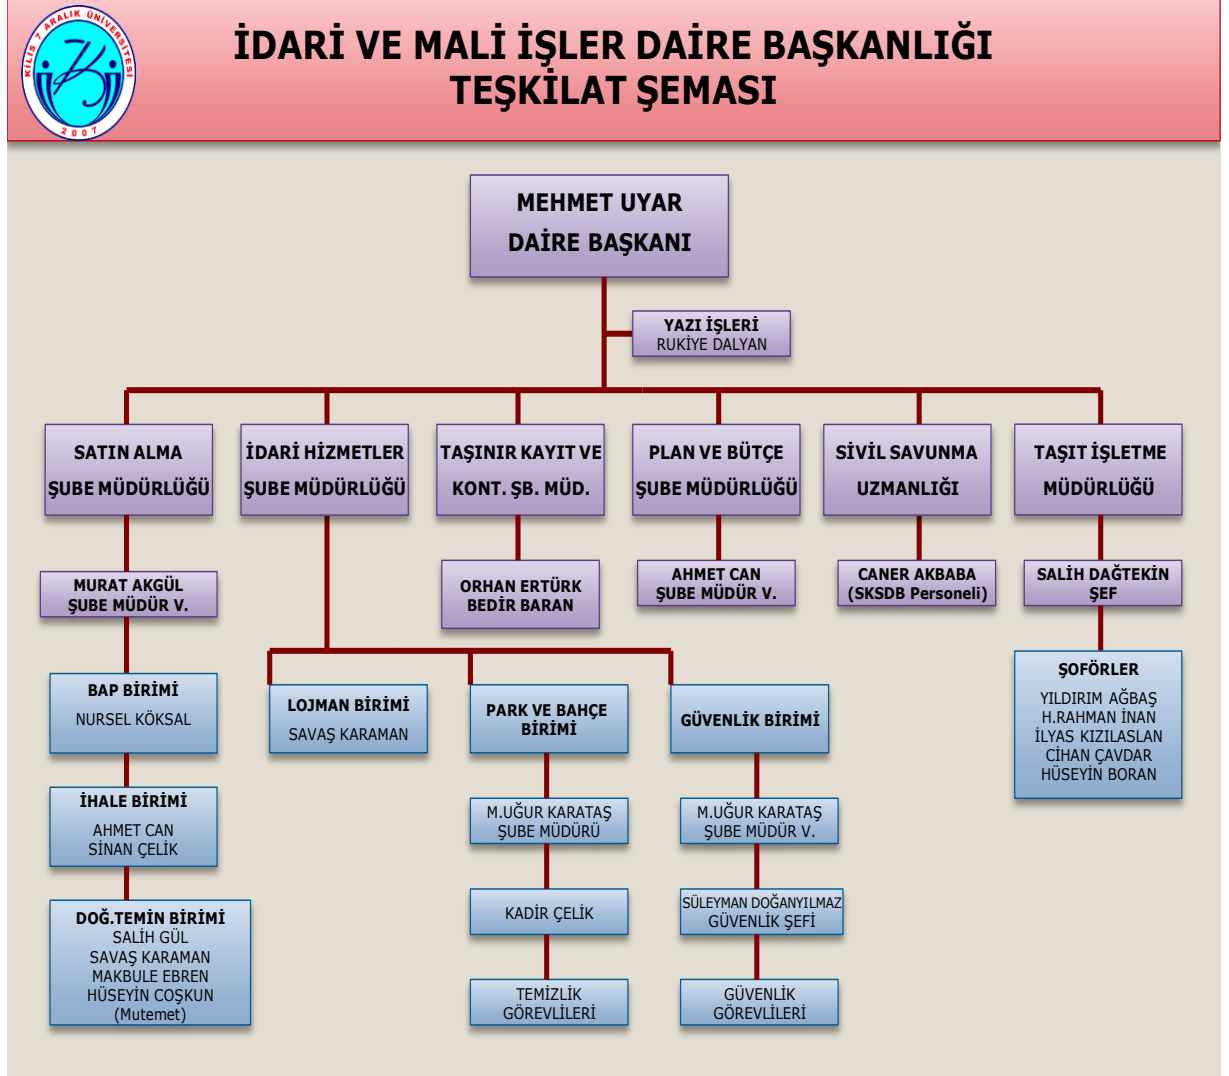 KİLİS 7 ARALIK ÜNİVERSİTESİ
2007
İDARİ VE MALİ İŞLER DAİRE BAŞKANLIĞI
TEŞKİLAT ŞEMASI
MEHMET UYAR
DAİRE BAŞKANI
YAZI İŞLERİ
RUKİYE DALYAN
SATIN ALMA
ŞUBE MÜDÜRLÜĞÜ
İDARİ HİZMETLER
ŞUBE MÜDÜRLÜĞÜ
TAŞINIR KAYIT VE
KONT. ŞB. MÜD.
PLAN VE BÜTÇE
ŞUBE MÜDÜRLÜĞÜ
SİVİL SAVUNMA
UZMANLIĞI
TAŞIT İŞLETME
MÜDÜRLÜĞÜ
MURAT AKGÜL
ŞUBE MÜDÜR V.
ORHAN ERTÜRK
BEDİR BARAN
AHMET CAN
ŞUBE MÜDÜR V.
CANER AKBABA
(SKSDB Personeli)
SALİH DAĞTEKİN
ŞEF
BAP BİRİMİ
NURSEL KÖKSAL
LOJMAN BİRİMİ
SAVAŞ KARAMAN
PARK VE BAHÇE
BİRİMİ
GÜVENLİK BİRİMİ
ŞOFÖRLER
YILDIRIM AĞBAŞ
H.RAHMAN İNAN
İLYAS KIZILASLAN
CİHAN ÇAVDAR
HÜSEYİN BORAN
İHALE BİRİMİ
AHMET CAN
SİNAN ÇELİK
M.UĞUR KARATAŞ
ŞUBE MÜDÜRÜ
M.UĞUR KARATAŞ
ŞUBE MÜDÜR V.
DOĞ.TEMİN BİRİMİ
SALİH GÜL
SAVAŞ KARAMAN
MAKBULE EBREN
HÜSEYİN COŞKUN
(Mutemet)
KADİR ÇELİK
SÜLEYMAN DOĞANYILMAZ
GÜVENLİK ŞEFİ
TEMİZLİK
GÖREVLİLERİ
GÜVENLİK
GÖREVLİLERİ